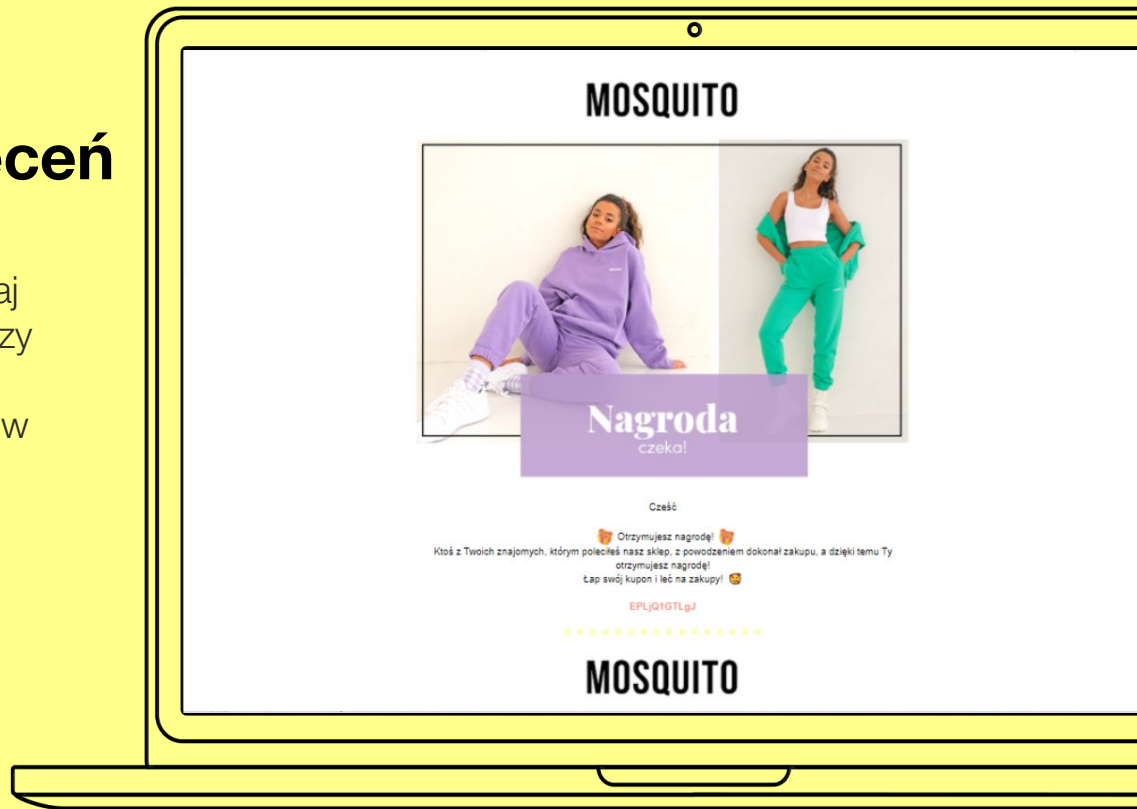 eceń
aj
zy
w
MOSQUITO
Nagroda
czeka!
Cześć
Otrzymujesz nagrodę!
Ktoś z Twoich znajomych, którym poleciłeś nasz sklep, z powodzeniem dokonał zakupu, a dzięki temu Ty
otrzymujesz nagrodę!
Łap swój kupon i leć na zakupy!
EPLjQ1GTLgJ
MOSQUITO